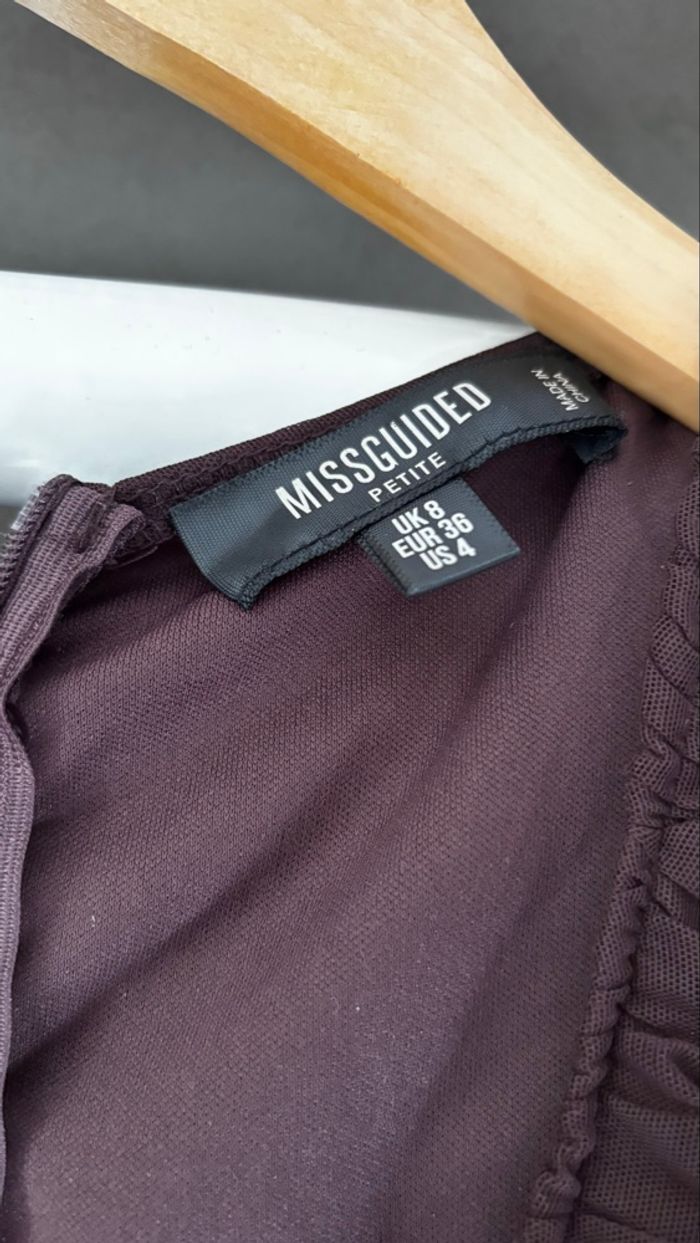 MISSGUIDED
PETITE
MADE IN
CHINA
UK 8
EUR 36
US 4